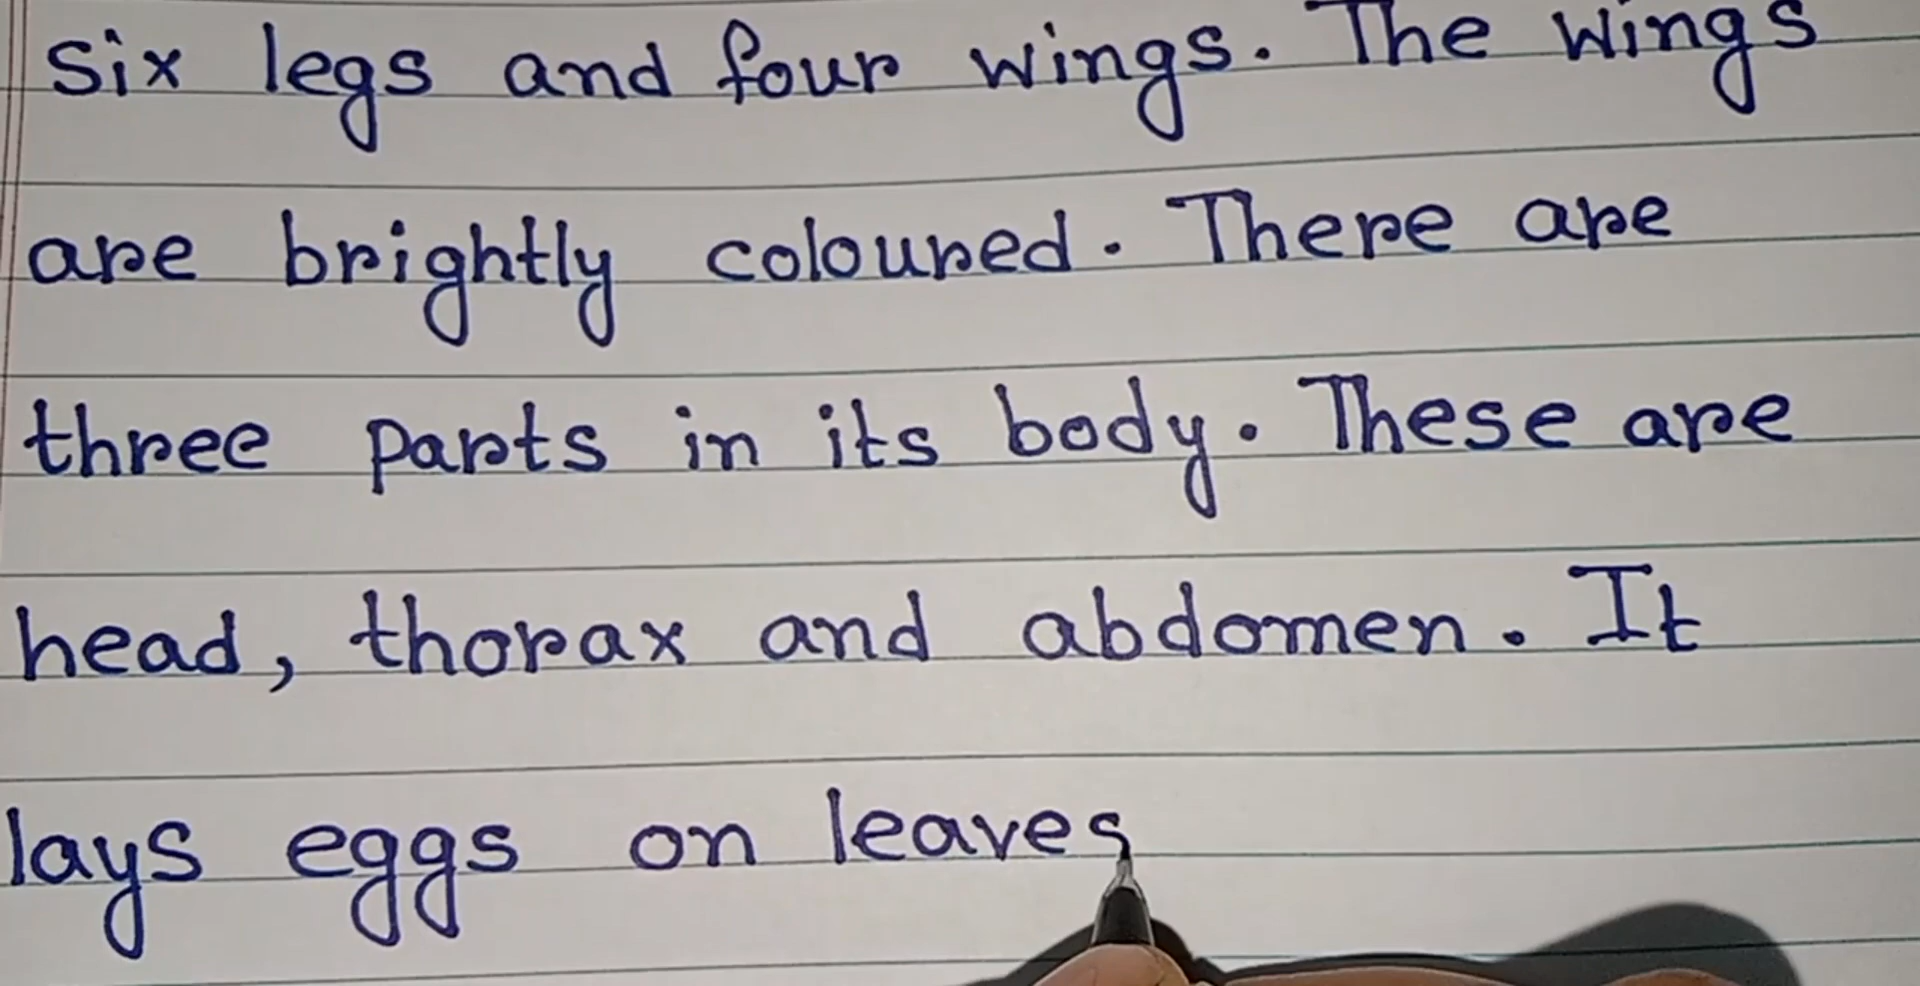 six legs and four wings. The wings
are brightly coloured. There are
three parts in its body. These are
head, thorax and abdomen. It
lays eggs on leaves